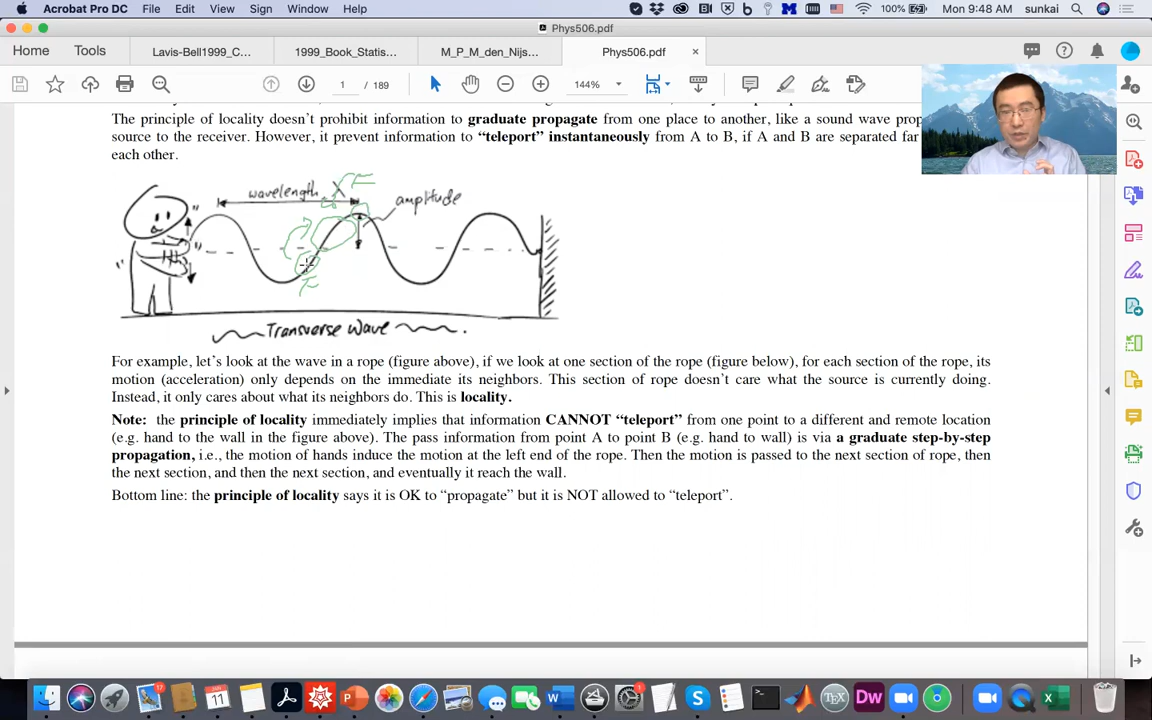 Acrobat Pro DC File Edit View Sign Window Help 100% Mon 9:48 AM sunkai
Phys506.pdf
Home Tools Lavis-Bell1999_C... 1999_Book_Statis... M_P_M_den_Nijs... Phys506.pdf ×
1 / 189 144%
The principle of locality doesn't prohibit information to graduate propagate from one place to another, like a sound wave prop
source to the receiver. However, it prevent information to “teleport” instantaneously from A to B, if A and B are separated far
each other.
wavelength λ
amplitude
F
F
Transverse Wave
For example, let's look at the wave in a rope (figure above), if we look at one section of the rope (figure below), for each section of the rope, its
motion (acceleration) only depends on the immediate its neighbors. This section of rope doesn't care what the source is currently doing.
Instead, it only cares about what its neighbors do. This is locality.
Note: the principle of locality immediately implies that information CANNOT “teleport” from one point to a different and remote location
(e.g. hand to the wall in the figure above). The pass information from point A to point B (e.g. hand to wall) is via a graduate step-by-step
propagation, i.e., the motion of hands induce the motion at the left end of the rope. Then the motion is passed to the next section of rope, then
the next section, and then the next section, and eventually it reach the wall.
Bottom line: the principle of locality says it is OK to “propagate” but it is NOT allowed to “teleport”.
17 11 TEX Dw